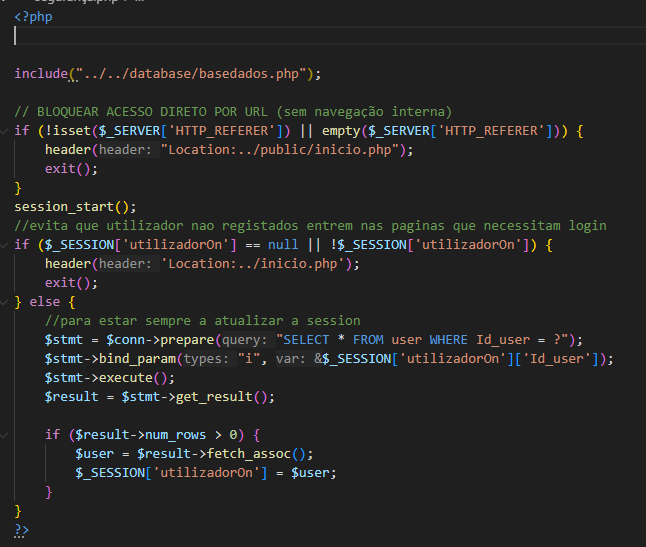 <?php
include("../../database/basedados.php");
// BLOQUEAR ACESSO DIRETO POR URL (sem navegação interna)
if (!isset($_SERVER['HTTP_REFERER']) || empty($_SERVER['HTTP_REFERER'])) {
header(header: "Location:../public/inicio.php");
exit();
}
session_start();
//evita que utilizador nao registados entrem nas paginas que necessitam login
if ($_SESSION['utilizadorOn'] == null || !$_SESSION['utilizadorOn']) {
header(header: 'Location:../inicio.php');
exit();
} else {
//para estar sempre a atualizar a session
$stmt = $conn->prepare(query: "SELECT * FROM user WHERE Id_user = ?");
$stmt->bind_param(types: "i", var: &$_SESSION['utilizadorOn']['Id_user']);
$stmt->execute();
$result = $stmt->get_result();
if ($result->num_rows > 0) {
$user = $result->fetch_assoc();
$_SESSION['utilizadorOn'] = $user;
}
}
?>